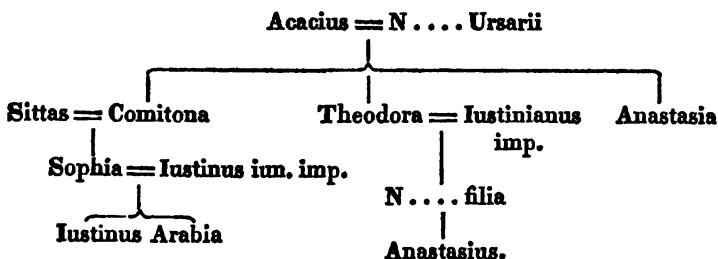 Acacius = N .... Ursarii
Sittas = Comitona Theodora = Iustinianus Anastasia
imp.
Sophia = Iustinus iun. imp.
N .... filia
Iustinus Arabia
Anastasius.